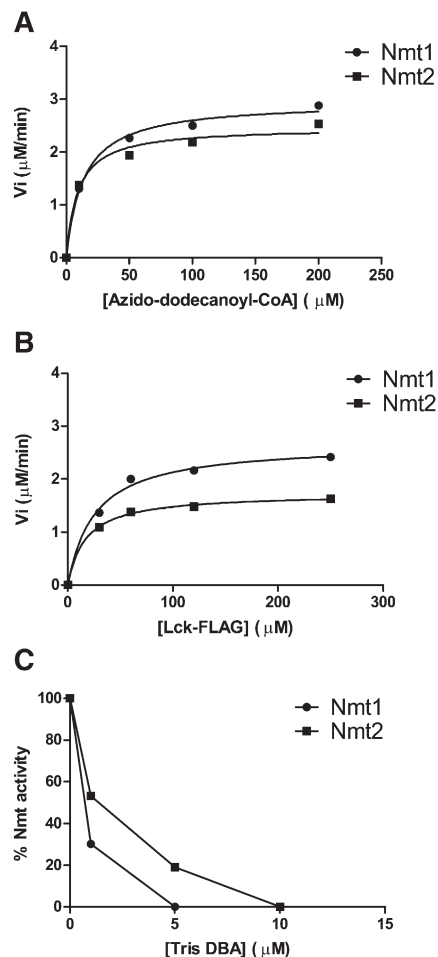 A
4
3
2
1
0
Vi (μM/min)
0 50 100 150 200 250
[Azido-dodecanoyl-CoA] ( μM)
Nmt1
Nmt2
B
4
3
2
1
0
Vi (μM/min)
0 100 200 300
[Lck-FLAG] ( μM)
Nmt1
Nmt2
C
100
80
60
40
20
0
% Nmt activity
0 5 10 15
[Tris DBA] ( μM)
Nmt1
Nmt2